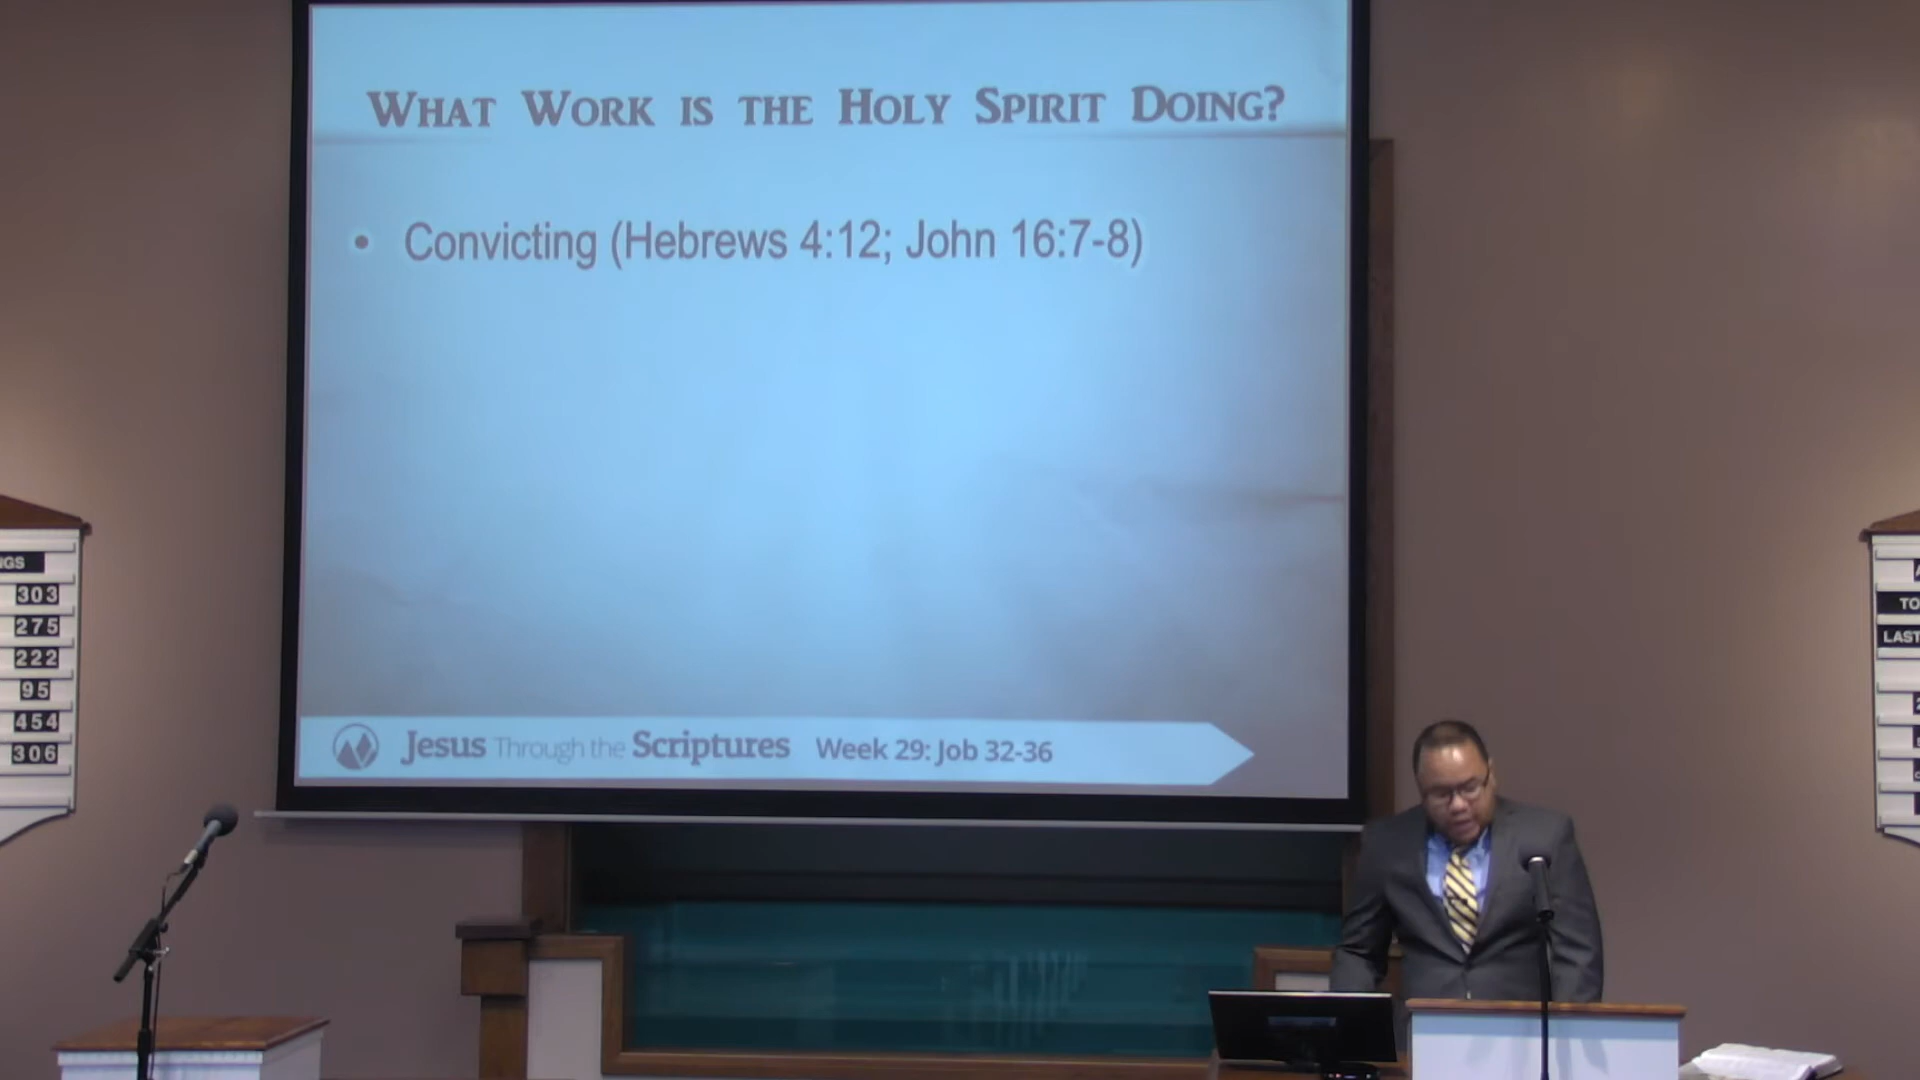 What Work is the Holy Spirit Doing?
• Convicting (Hebrews 4:12; John 16:7-8)
Jesus Through the Scriptures Week 29: Job 32-36
303
275
222
95
454
306
LAST